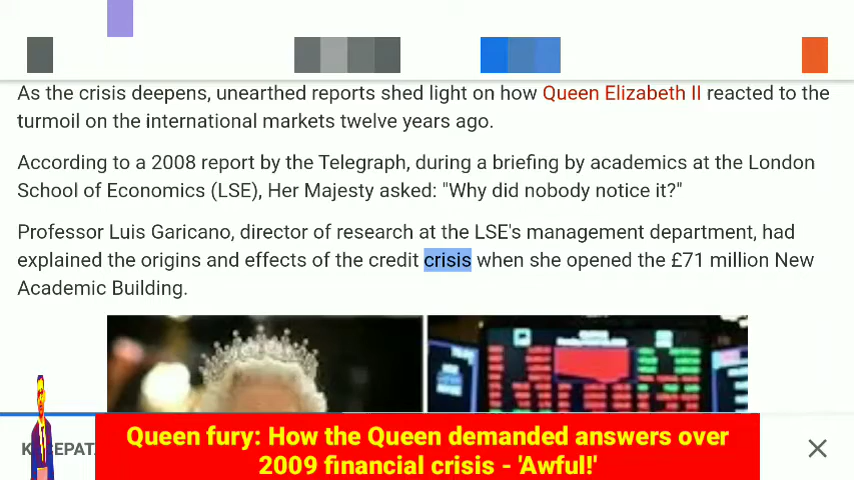 As the crisis deepens, unearthed reports shed light on how Queen Elizabeth II reacted to the
turmoil on the international markets twelve years ago.
According to a 2008 report by the Telegraph, during a briefing by academics at the London
School of Economics (LSE), Her Majesty asked: "Why did nobody notice it?"
Professor Luis Garicano, director of research at the LSE's management department, had
explained the origins and effects of the credit crisis when she opened the £71 million New
Academic Building.
Queen fury: How the Queen demanded answers over
2009 financial crisis - 'Awful!'